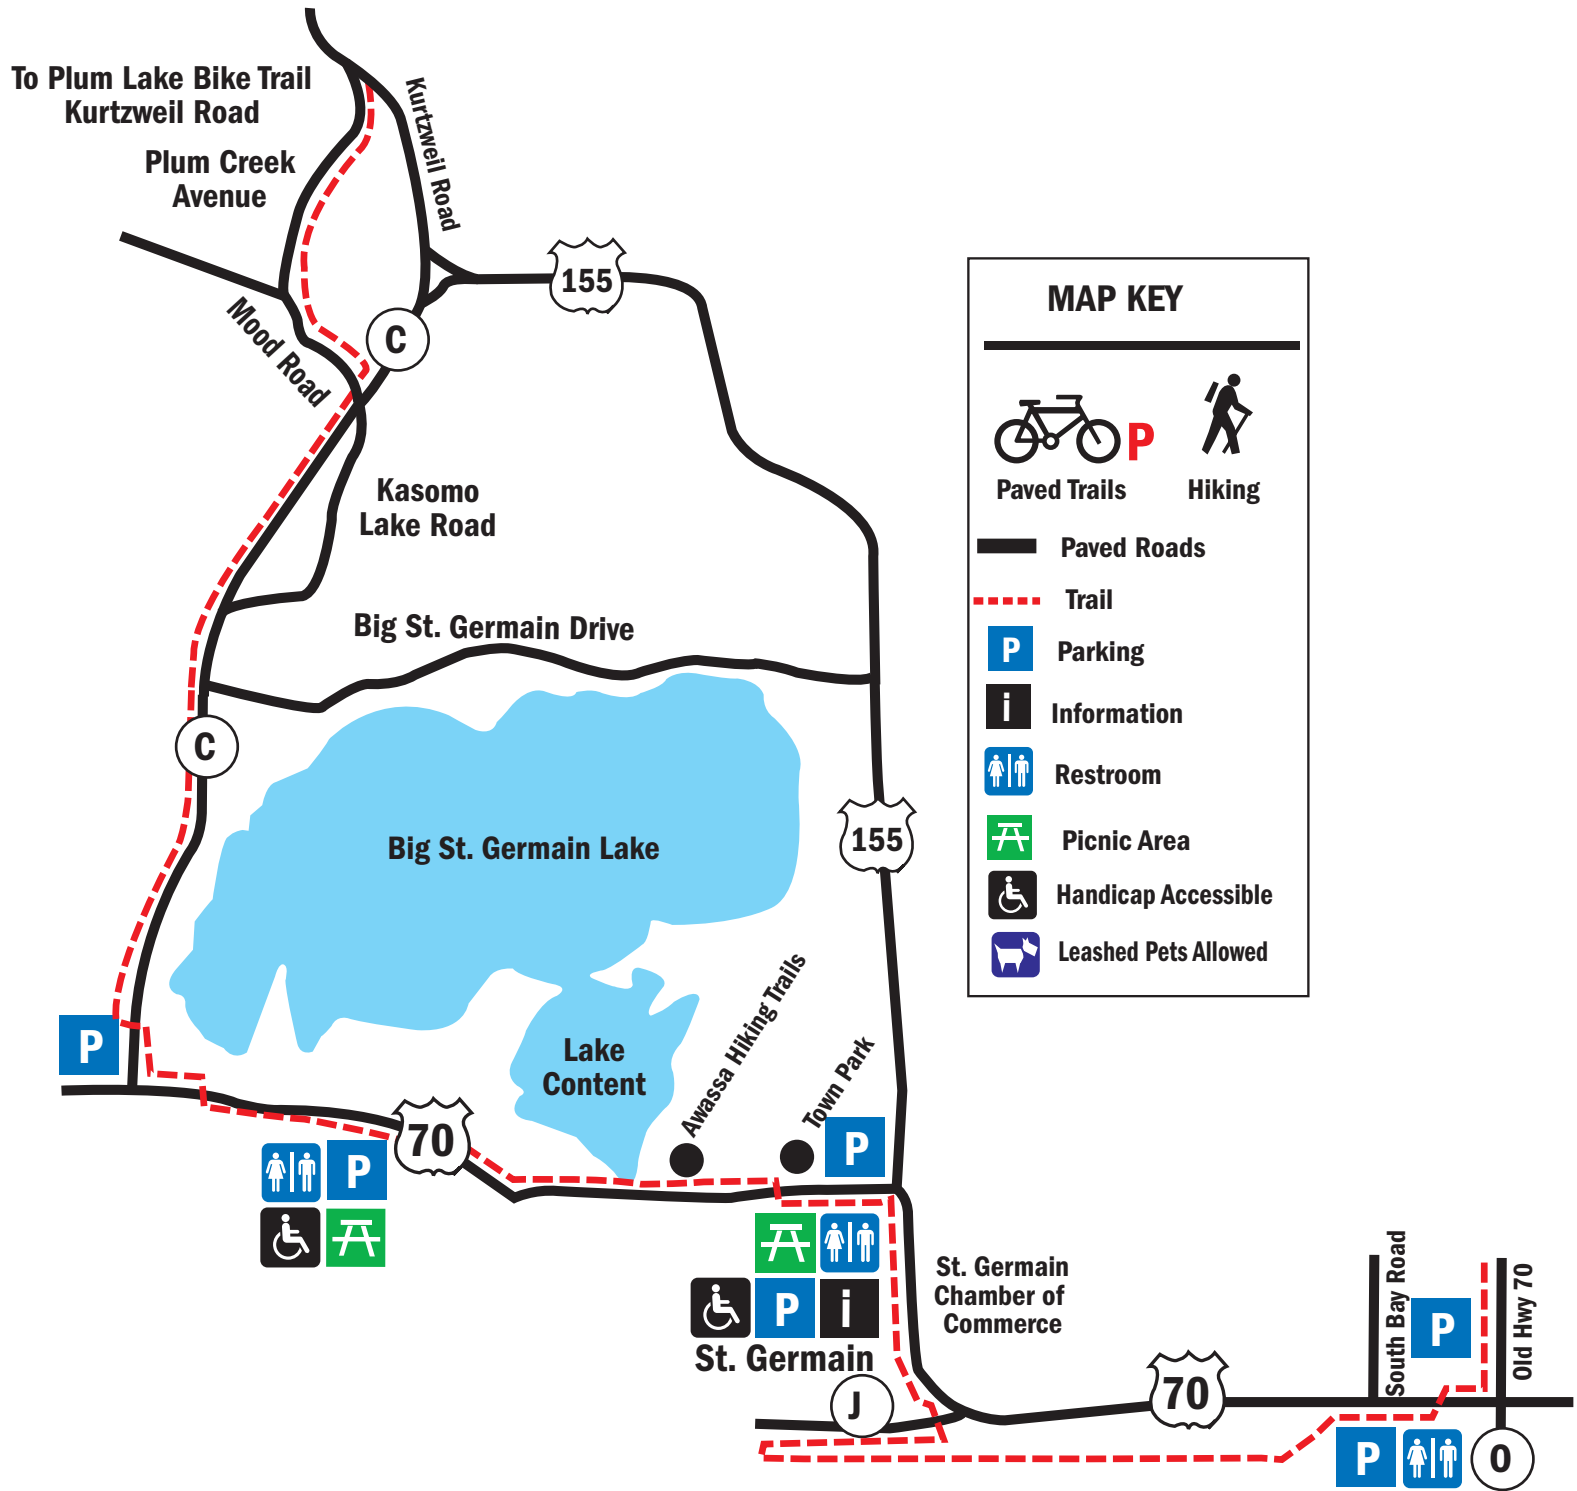 To Plum Lake Bike Trail
Kurtzweil Road
Kurtzweil Road
Plum Creek
Avenue
155
Mood Road
C
Kasomo
Lake Road
Big St. Germain Drive
C
Big St. Germain Lake
155
Lake
Content
Awassa Hiking Trails
Town Park
P
P
70
P
P
i
St. Germain
St. Germain
Chamber of
Commerce
J
70
South Bay Road
P
Old Hwy 70
P
O
MAP KEY
P
Paved Trails
Hiking
Paved Roads
Trail
P
Parking
i
Information
Restroom
Picnic Area
Handicap Accessible
Leashed Pets Allowed